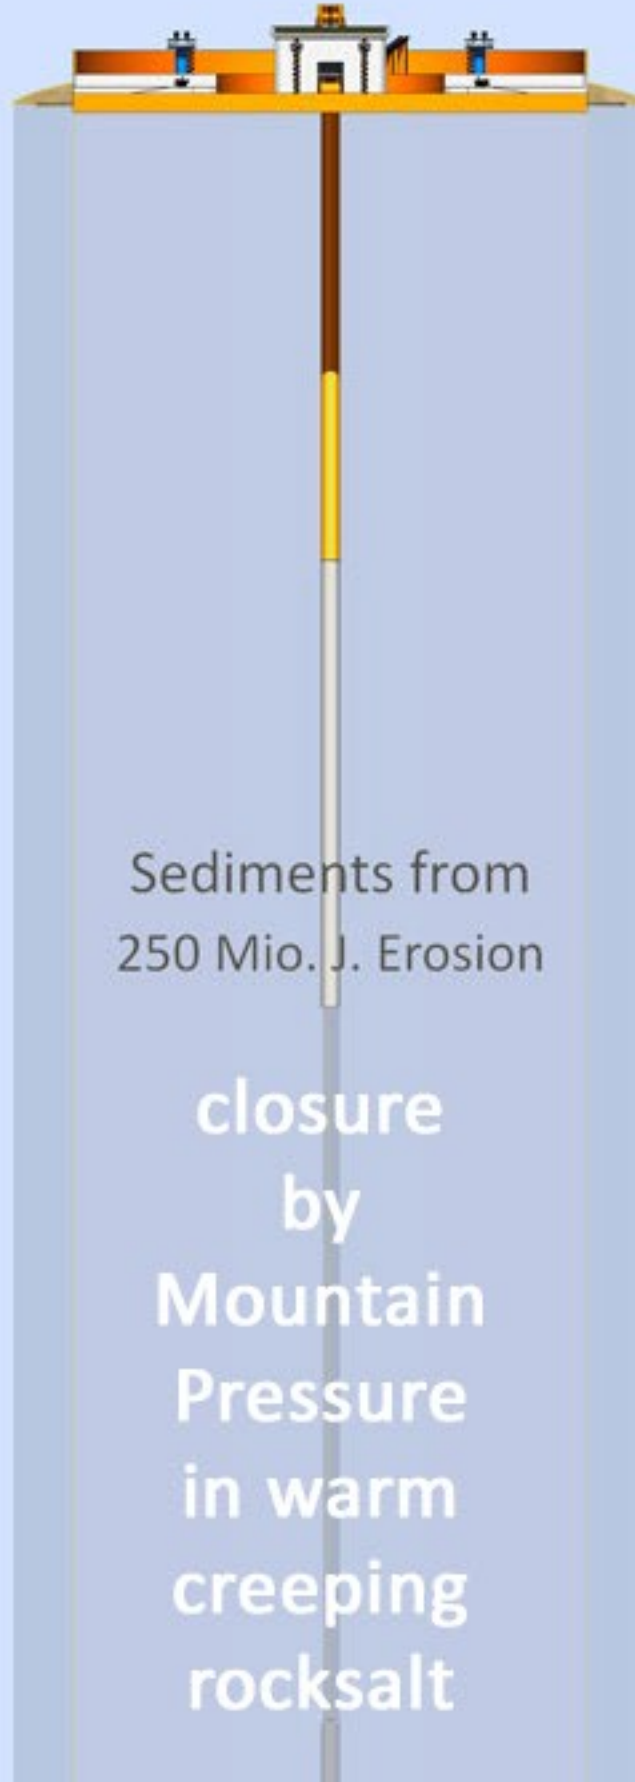 Sediments from
250 Mio. J. Erosion
closure
by
Mountain
Pressure
in warm
creeping
rocksalt